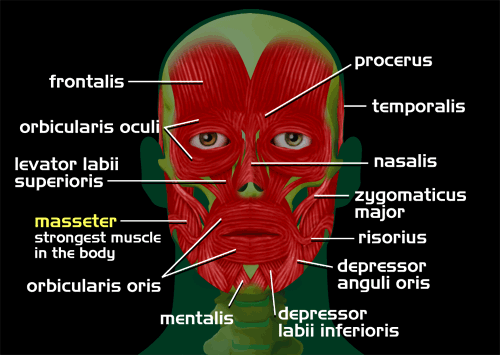 frontalis
orbicularis oculi
levator labii
superioris
masseter
strongest muscle
in the body
orbicularis oris
mentalis
procerus
temporalis
nasalis
zygomaticus
major
risorius
depressor
anguli oris
depressor
labii inferioris